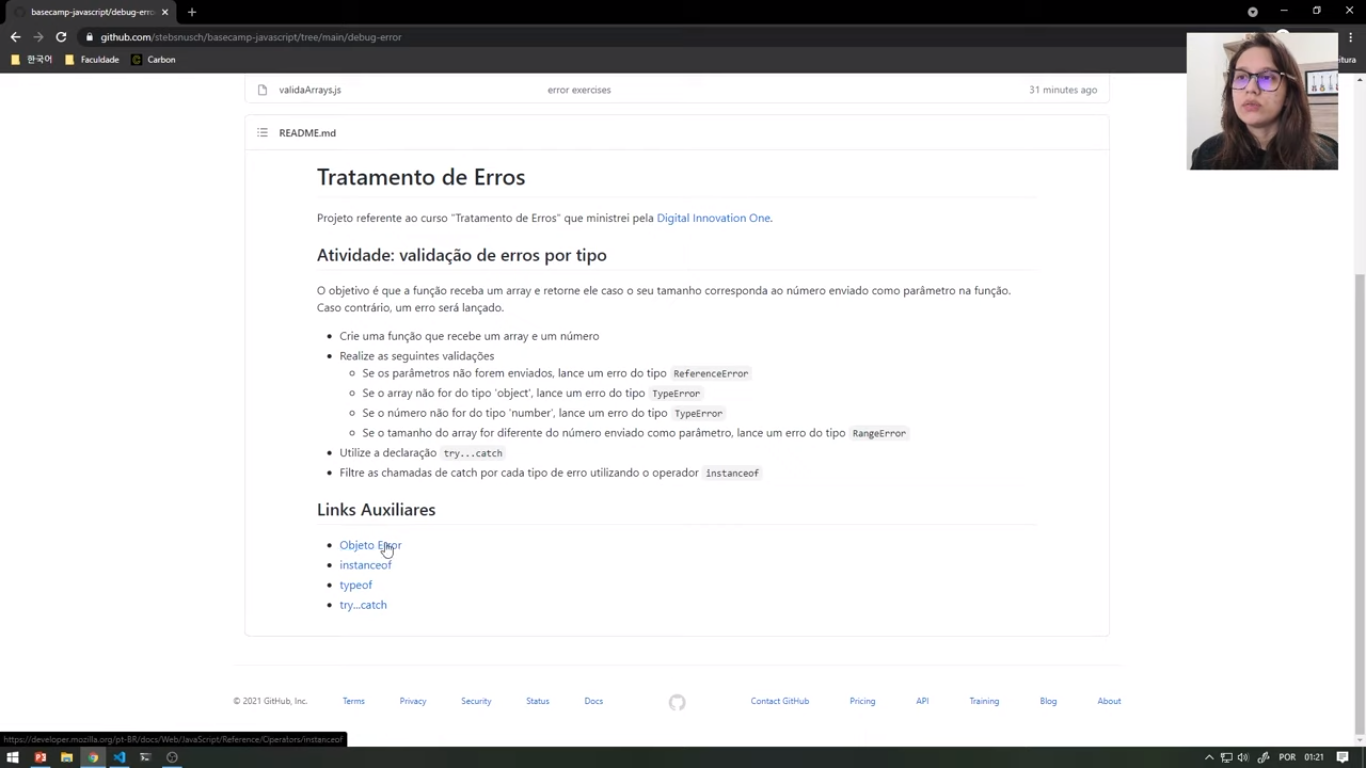 basecamp-javascript/debug-erro
github.com/stebsnusch/basecamp-javascript/tree/main/debug-error
한국어 Faculdade Carbon
itura
validaArrays.js error exercises 31 minutes ago
README.md
Tratamento de Erros
Projeto referente ao curso "Tratamento de Erros" que ministrei pela Digital Innovation One.
Atividade: validação de erros por tipo
O objetivo é que a função receba um array e retorne ele caso o seu tamanho corresponda ao número enviado como parâmetro na função.
Caso contrário, um erro será lançado.
Crie uma função que recebe um array e um número
Realize as seguintes validações
Se os parâmetros não forem enviados, lance um erro do tipo ReferenceError
Se o array não for do tipo 'object', lance um erro do tipo TypeError
Se o número não for do tipo 'number', lance um erro do tipo TypeError
Se o tamanho do array for diferente do número enviado como parâmetro, lance um erro do tipo RangeError
Utilize a declaração try...catch
Filtre as chamadas de catch por cada tipo de erro utilizando o operador instanceof
Links Auxiliares
Objeto Error
instanceof
typeof
try...catch
© 2021 GitHub, Inc. Terms Privacy Security Status Docs Contact GitHub Pricing API Training Blog About
https://developer.mozilla.org/pt-BR/docs/Web/JavaScript/Reference/Operators/instanceof
POR 01:21